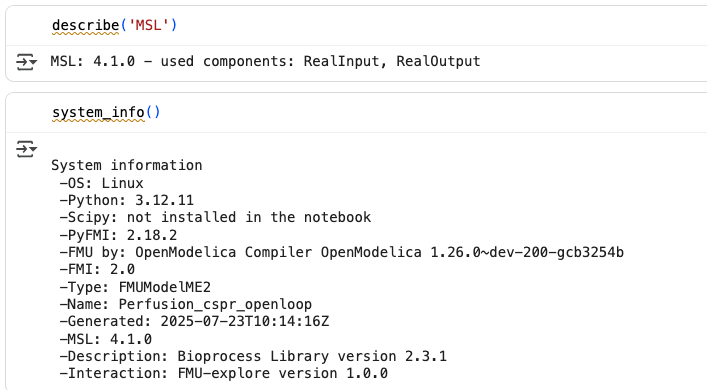 describe('MSL')
MSL: 4.1.0 – used components: RealInput, RealOutput
system_info()
System information
–OS: Linux
–Python: 3.12.11
–Scipy: not installed in the notebook
–PyFMI: 2.18.2
–FMU by: OpenModelica Compiler OpenModelica 1.26.0~dev-200-gcb3254b
–FMI: 2.0
–Type: FMUModelME2
–Name: Perfusion_cspr_openloop
–Generated: 2025-07-23T10:14:16Z
–MSL: 4.1.0
–Description: Bioprocess Library version 2.3.1
–Interaction: FMU-explore version 1.0.0